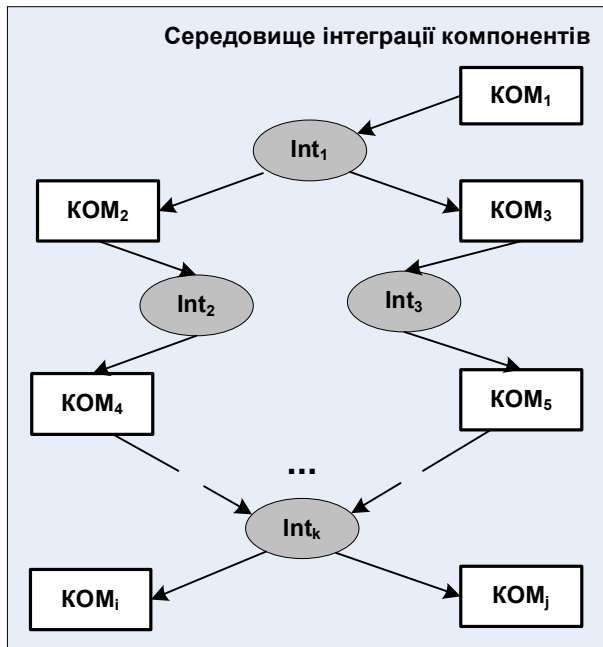 Середовище інтеграції компонентів
КОМ₁
Int₁
КОМ₂
КОМ₃
Int₂
Int₃
КОМ₄
КОМ₅
...
Intₖ
КОМᵢ
КОМⱼ